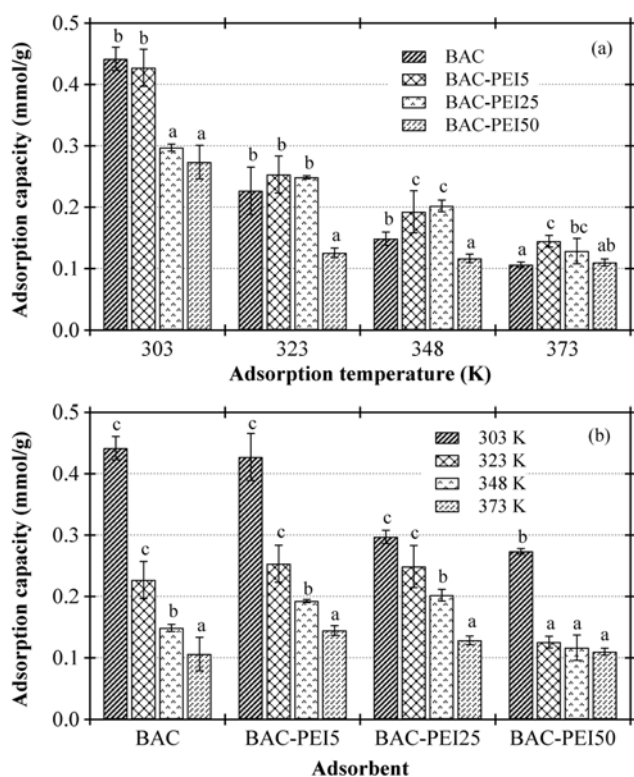 0.5
0.4
0.3
0.2
0.1
0.0
Adsorption capacity (mmol/g)
(a)
BAC
BAC-PEI5
BAC-PEI25
BAC-PEI50
b b a a
b b b a
b c c a
a c bc ab
303 323 348 373
Adsorption temperature (K)
0.5
0.4
0.3
0.2
0.1
0.0
Adsorption capacity (mmol/g)
(b)
303 K
323 K
348 K
373 K
c c b a
c c b a
c c b a
b a a a
BAC BAC-PEI5 BAC-PEI25 BAC-PEI50
Adsorbent